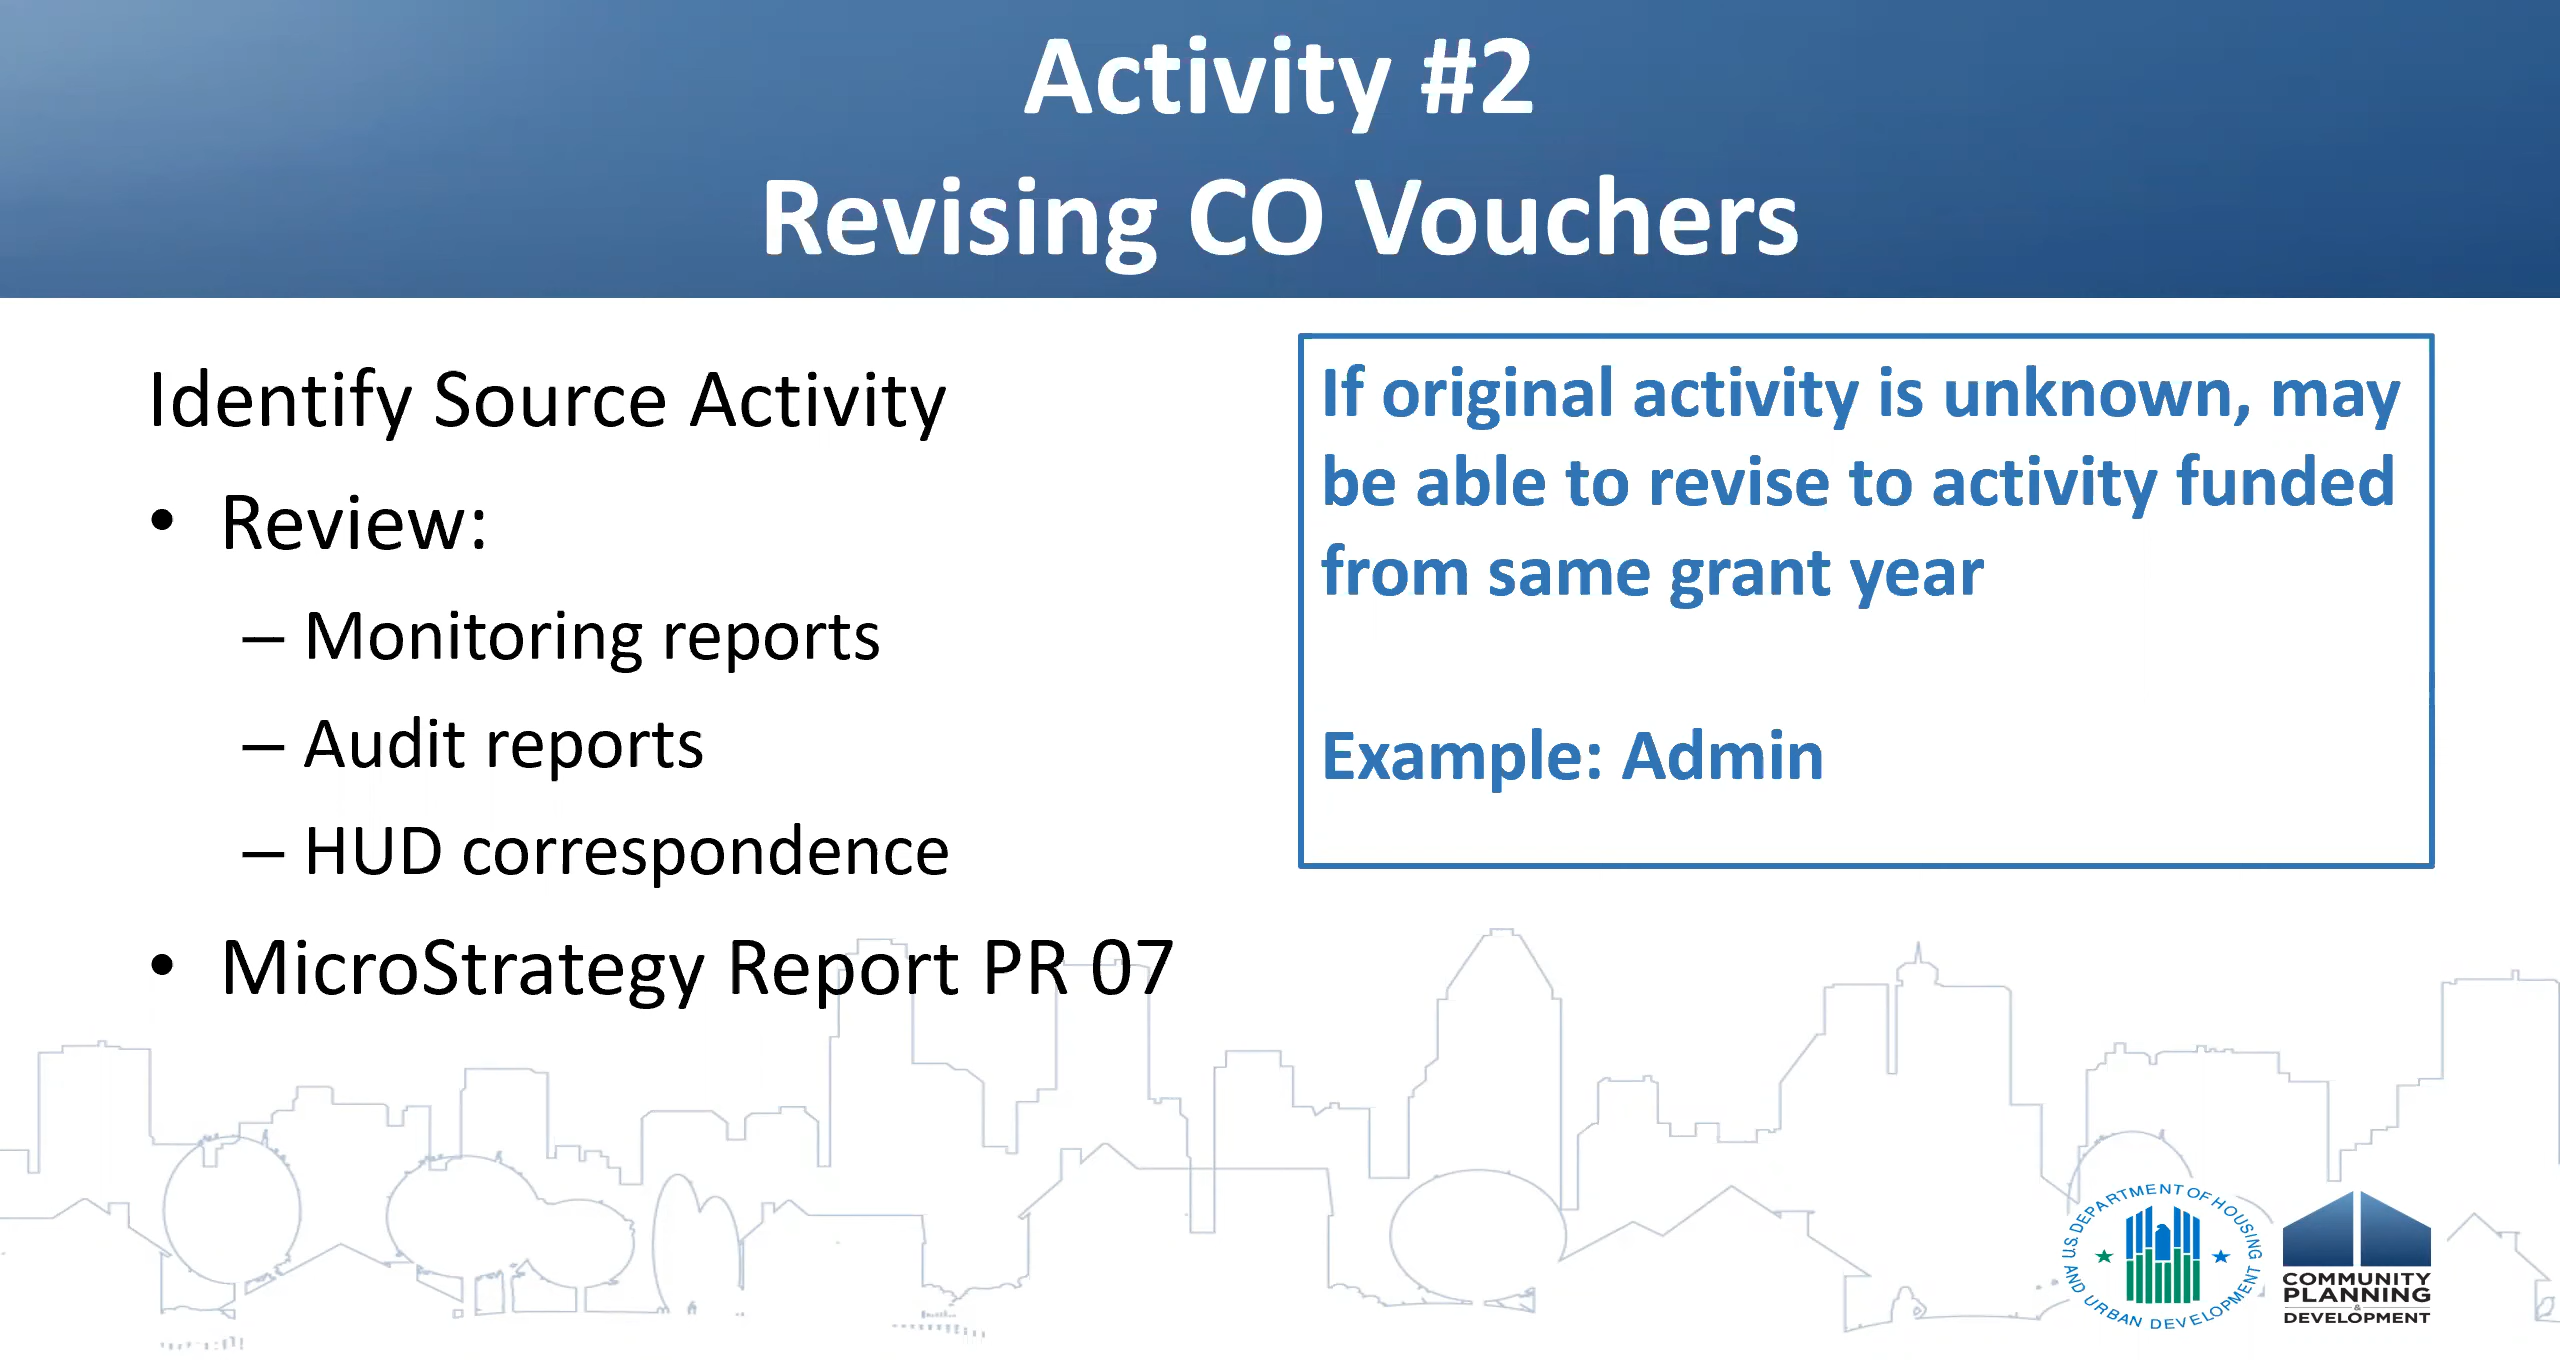 Activity #2
Revising CO Vouchers
Identify Source Activity
• Review:
– Monitoring reports
– Audit reports
– HUD correspondence
• MicroStrategy Report PR 07
If original activity is unknown, may
be able to revise to activity funded
from same grant year
Example: Admin
U.S. DEPARTMENT OF HOUSING
AND URBAN DEVELOPMENT
COMMUNITY
PLANNING
&
DEVELOPMENT